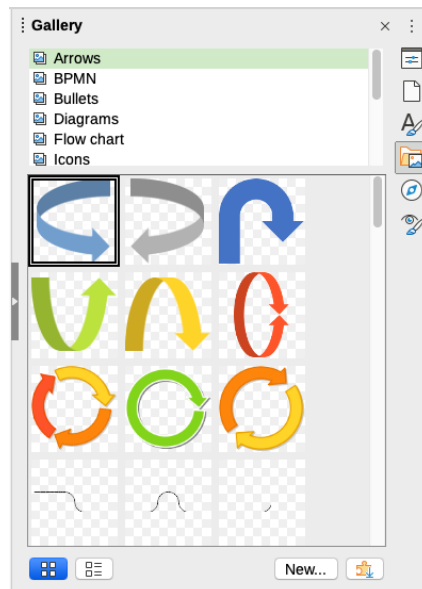 Gallery
Arrows
BPMN
Bullets
Diagrams
Flow chart
Icons
New...